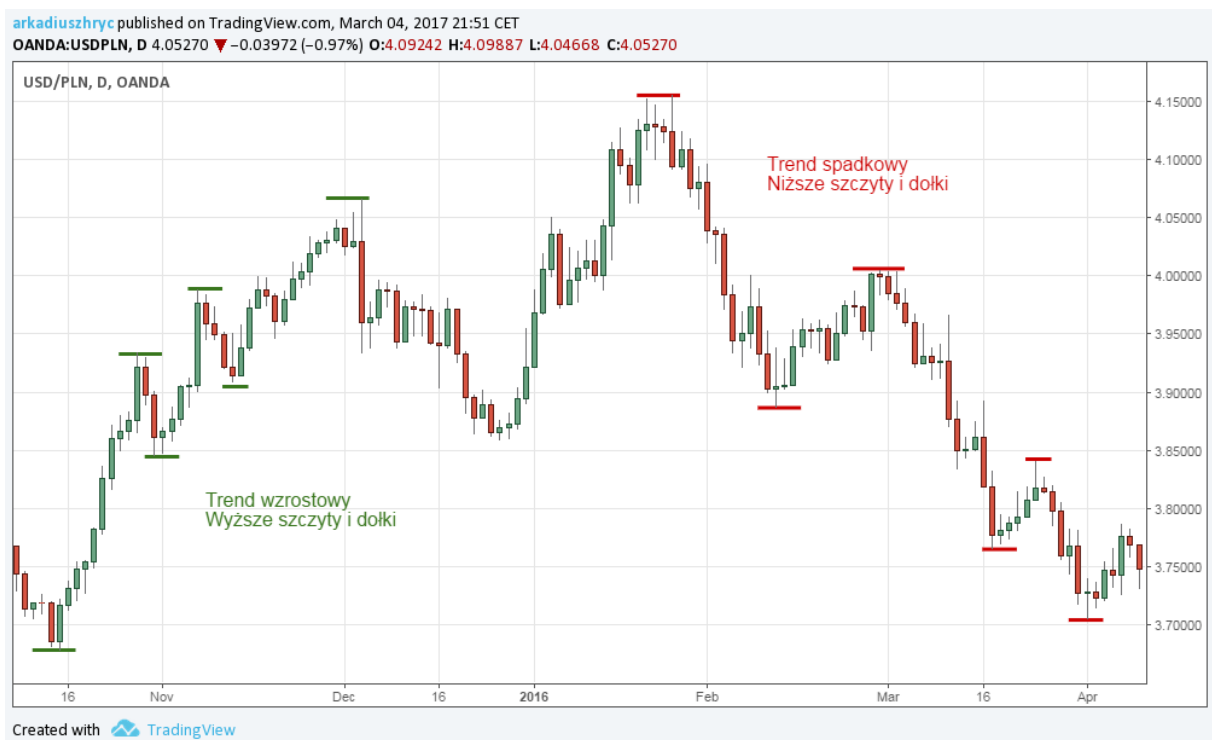 arkadiuszhryc published on TradingView.com, March 04, 2017 21:51 CET
OANDA:USDPLN, D 4.05270 ▼ −0.03972 (−0.97%) O:4.09242 H:4.09887 L:4.04668 C:4.05270
USD/PLN, D, OANDA
4.15000
Trend spadkowy
Niższe szczyty i dołki
4.10000
4.05000
4.00000
3.95000
3.90000
3.85000
Trend wzrostowy
Wyższe szczyty i dołki
3.80000
3.75000
3.70000
16 Nov Dec 16 2016 Feb Mar 16 Apr
Created with TradingView